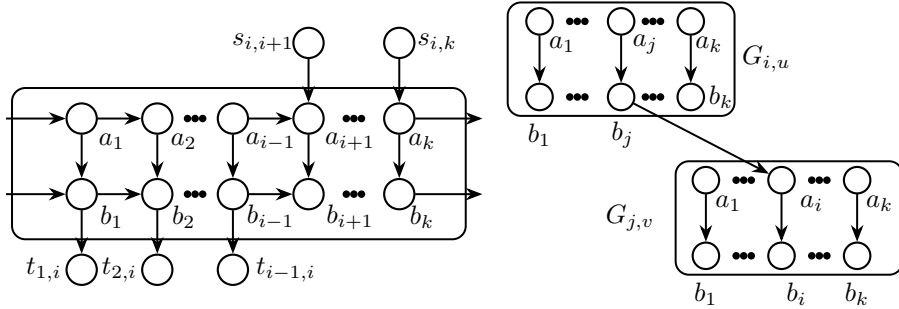 s_{i,i+1} s_{i,k}
a_1 a_2 ••• a_{i−1} a_{i+1} ••• a_k
b_1 b_2 ••• b_{i−1} b_{i+1} ••• b_k
t_{1,i} t_{2,i} t_{i−1,i}
••• •••
a_1 a_j a_k G_{i,u}
••• ••• b_k
b_1 b_j
••• •••
a_1 a_i a_k
G_{j,v}
••• •••
b_1 b_i b_k